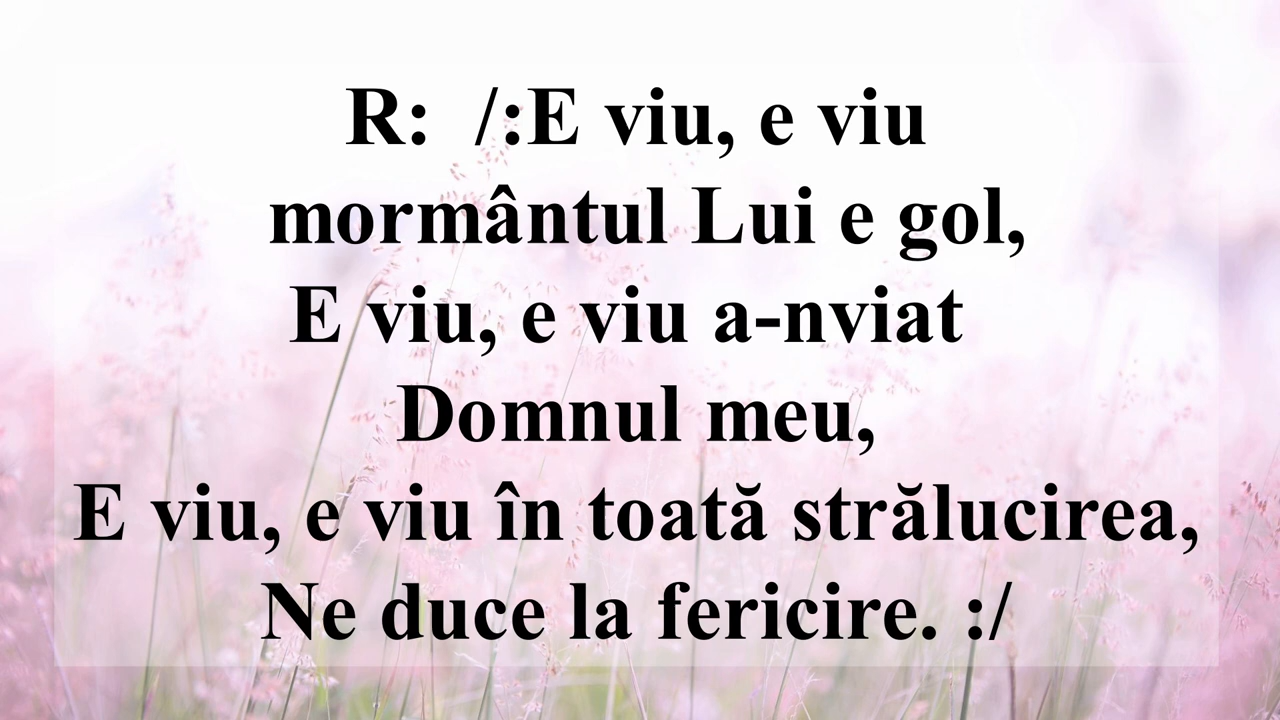 R:  /:E viu, e viu
mormântul Lui e gol,
E viu, e viu a-nviat
Domnul meu,
E viu, e viu în toată strălucirea,
Ne duce la fericire. :/